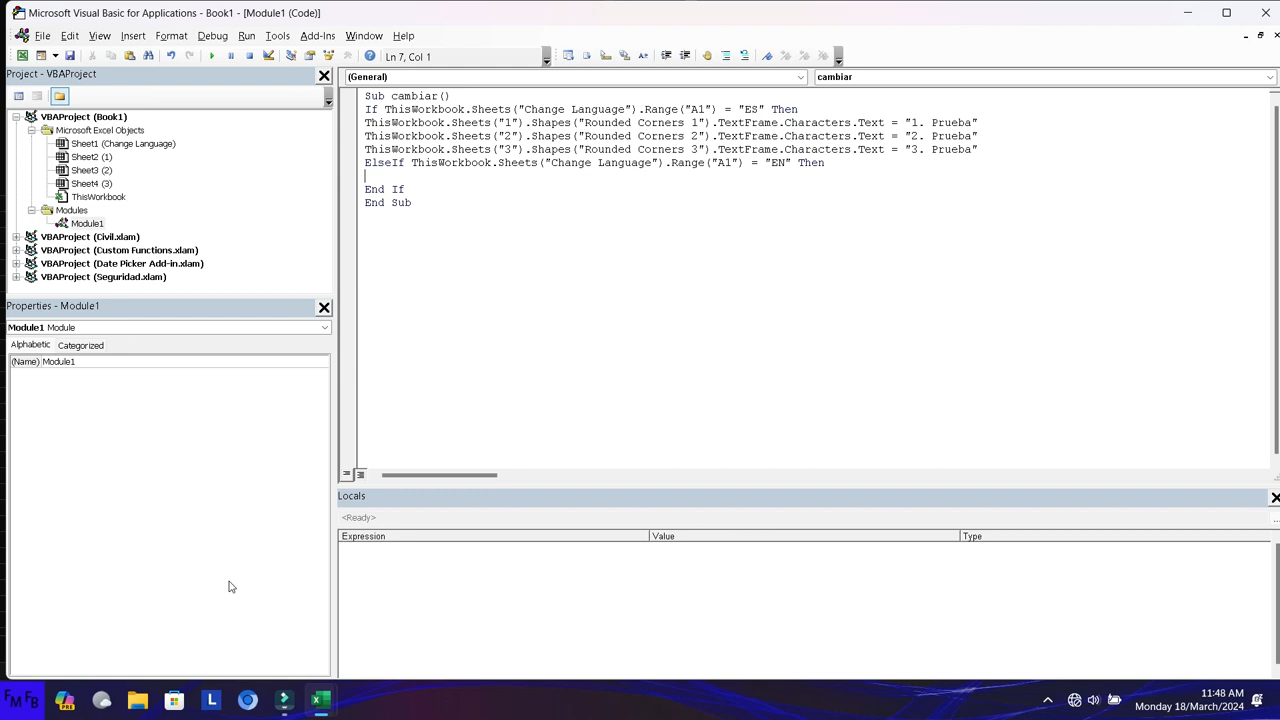 Microsoft Visual Basic for Applications - Book1 - [Module1 (Code)]
File Edit View Insert Format Debug Run Tools Add-Ins Window Help
Ln 7, Col 1
Project - VBAProject
(General)
cambiar
VBAProject (Book1)
Microsoft Excel Objects
Sheet1 (Change Language)
Sheet2 (1)
Sheet3 (2)
Sheet4 (3)
ThisWorkbook
Modules
Module1
VBAProject (Civil.xlam)
VBAProject (Custom Functions.xlam)
VBAProject (Date Picker Add-in.xlam)
VBAProject (Seguridad.xlam)
Sub cambiar()
If ThisWorkbook.Sheets("Change Language").Range("A1") = "ES" Then
ThisWorkbook.Sheets("1").Shapes("Rounded Corners 1").TextFrame.Characters.Text = "1. Prueba"
ThisWorkbook.Sheets("2").Shapes("Rounded Corners 2").TextFrame.Characters.Text = "2. Prueba"
ThisWorkbook.Sheets("3").Shapes("Rounded Corners 3").TextFrame.Characters.Text = "3. Prueba"
ElseIf ThisWorkbook.Sheets("Change Language").Range("A1") = "EN" Then
End If
End Sub
Properties - Module1
Module1 Module
Alphabetic Categorized
(Name) Module1
Locals
<Ready>
Expression Value Type
FMFB
PRE
L
11:48 AM
Monday 18/March/2024